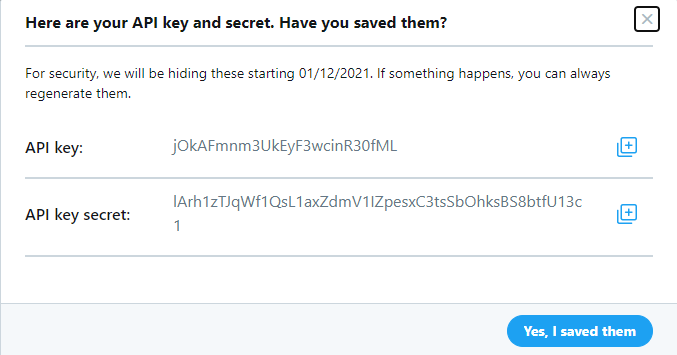 Here are your API key and secret. Have you saved them?
For security, we will be hiding these starting 01/12/2021. If something happens, you can always
regenerate them.
API key: jOkAFmnm3UkEyF3wcinR30fML
API key secret: lArh1zTJqWf1QsL1axZdmV1IZpesxC3tsSbOhksBS8btfU13c
1
Yes, I saved them